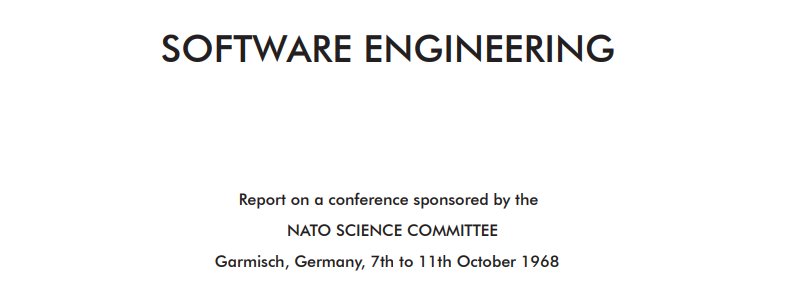 SOFTWARE ENGINEERING
Report on a conference sponsored by the
NATO SCIENCE COMMITTEE
Garmisch, Germany, 7th to 11th October 1968